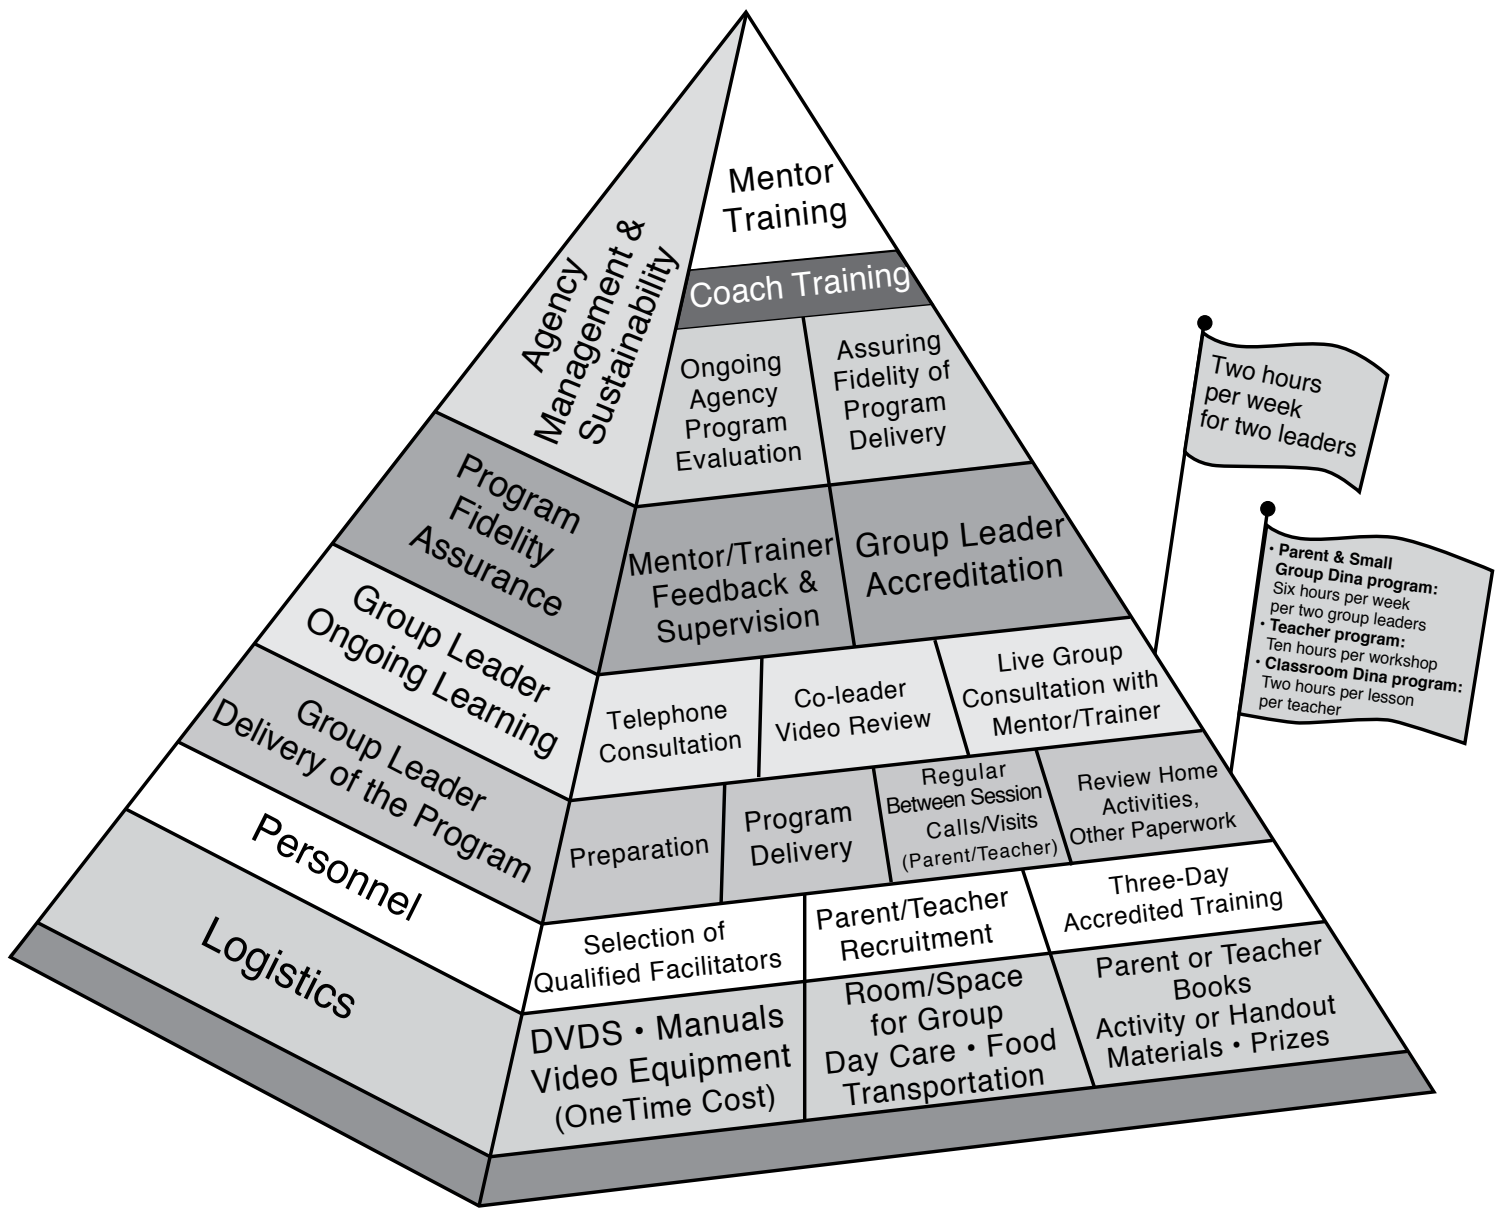 Agency
Management &
Sustainability
Program
Fidelity
Assurance
Group Leader
Ongoing Learning
Group Leader
Delivery of the Program
Personnel
Logistics
Mentor
Training
Coach Training
Ongoing
Agency
Program
Evaluation
Assuring
Fidelity of
Program
Delivery
Mentor/Trainer
Feedback &
Supervision
Group Leader
Accreditation
Telephone
Consultation
Co-leader
Video Review
Live Group
Consultation with
Mentor/Trainer
Preparation
Program
Delivery
Regular
Between Session
Calls/Visits
(Parent/Teacher)
Review Home
Activities,
Other Paperwork
Selection of
Qualified Facilitators
Parent/Teacher
Recruitment
Three-Day
Accredited Training
DVDS • Manuals
Video Equipment
(OneTime Cost)
Room/Space
for Group
Day Care • Food
Transportation
Parent or Teacher
Books
Activity or Handout
Materials • Prizes
Two hours
per week
for two leaders
• Parent & Small
Group Dina program:
Six hours per week
per two group leaders
• Teacher program:
Ten hours per workshop
• Classroom Dina program:
Two hours per lesson
per teacher